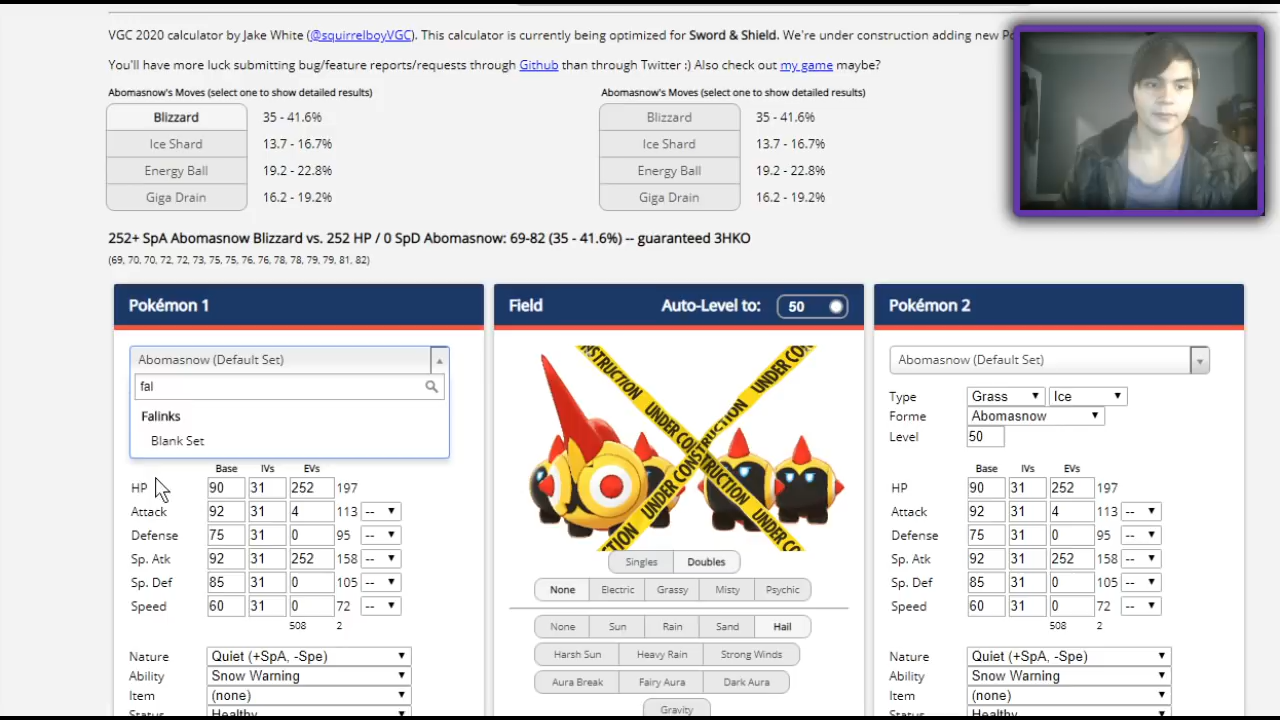 VGC 2020 calculator by Jake White (@squirrelboyVGC). This calculator is currently being optimized for Sword & Shield. We're under construction adding new
You'll have more luck submitting bug/feature reports/requests through Github than through Twitter :) Also check out my game maybe?
Abomasnow's Moves (select one to show detailed results)
Abomasnow's Moves (select one to show detailed results)
Blizzard 35 - 41.6% Blizzard 35 - 41.6%
Ice Shard 13.7 - 16.7% Ice Shard 13.7 - 16.7%
Energy Ball 19.2 - 22.8% Energy Ball 19.2 - 22.8%
Giga Drain 16.2 - 19.2% Giga Drain 16.2 - 19.2%
252+ SpA Abomasnow Blizzard vs. 252 HP / 0 SpD Abomasnow: 69-82 (35 - 41.6%) -- guaranteed 3HKO
(69, 70, 70, 72, 72, 73, 75, 75, 76, 76, 78, 78, 79, 79, 81, 82)
Pokémon 1
Abomasnow (Default Set)
fal
Falinks
Blank Set
Base IVs EVs
HP 90 31 252 197
Attack 92 31 4 113 --
Defense 75 31 0 95 --
Sp. Atk 92 31 252 158 --
Sp. Def 85 31 0 105 --
Speed 60 31 0 72 --
508 2
Nature Quiet (+SpA, -Spe)
Ability Snow Warning
Item (none)
Status Healthy
Field Auto-Level to: 50
CONSTRUCTION UNDER CONSTRUCTION
UNDER CONSTRUCTION UNDER CO
Singles Doubles
None Electric Grassy Misty Psychic
None Sun Rain Sand Hail
Harsh Sun Heavy Rain Strong Winds
Aura Break Fairy Aura Dark Aura
Gravity
Pokémon 2
Abomasnow (Default Set)
Type Grass Ice
Forme Abomasnow
Level 50
Base IVs EVs
HP 90 31 252 197
Attack 92 31 4 113 --
Defense 75 31 0 95 --
Sp. Atk 92 31 252 158 --
Sp. Def 85 31 0 105 --
Speed 60 31 0 72 --
508 2
Nature Quiet (+SpA, -Spe)
Ability Snow Warning
Item (none)
Status Healthy